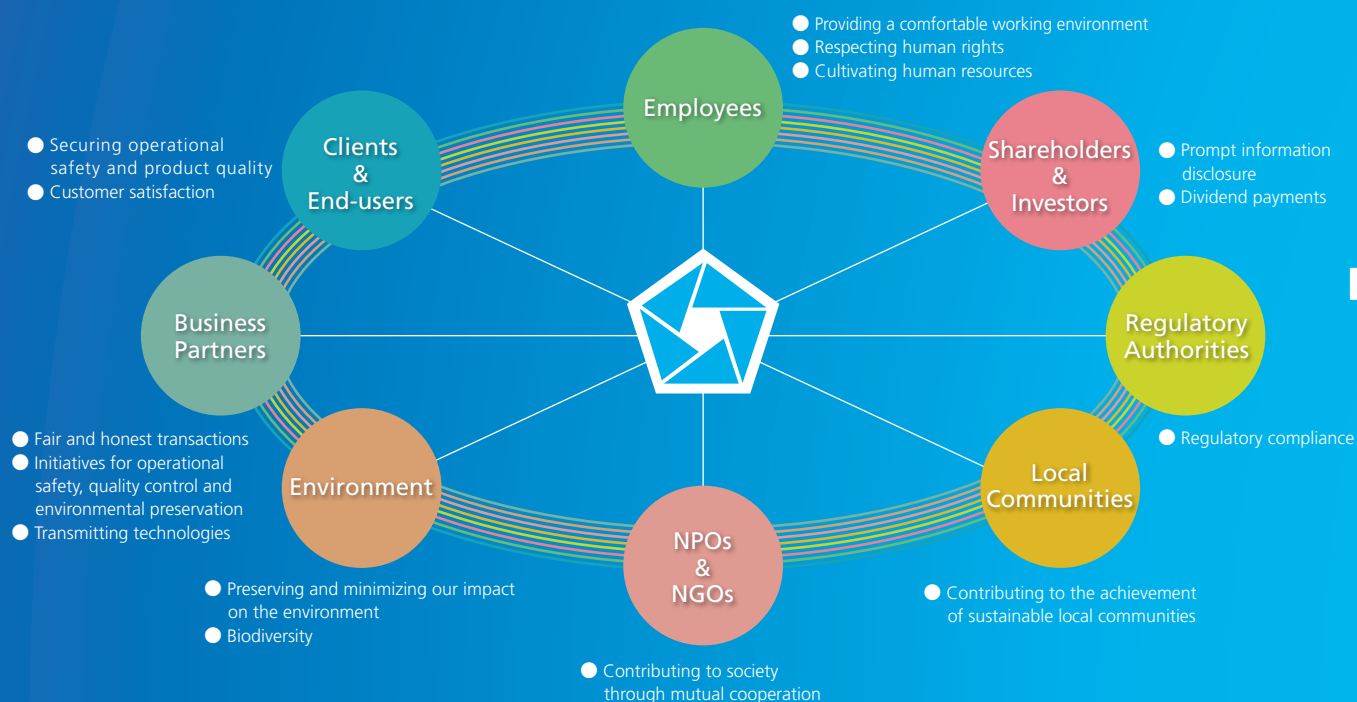 Employees
● Providing a comfortable working environment
● Respecting human rights
● Cultivating human resources
Clients
&
End-users
● Securing operational
safety and product quality
● Customer satisfaction
Shareholders
&
Investors
● Prompt information
disclosure
● Dividend payments
Business
Partners
● Fair and honest transactions
● Initiatives for operational
safety, quality control and
environmental preservation
● Transmitting technologies
Regulatory
Authorities
● Regulatory compliance
Environment
● Preserving and minimizing our impact
on the environment
● Biodiversity
Local
Communities
● Contributing to the achievement
of sustainable local communities
NPOs
&
NGOs
● Contributing to society
through mutual cooperation